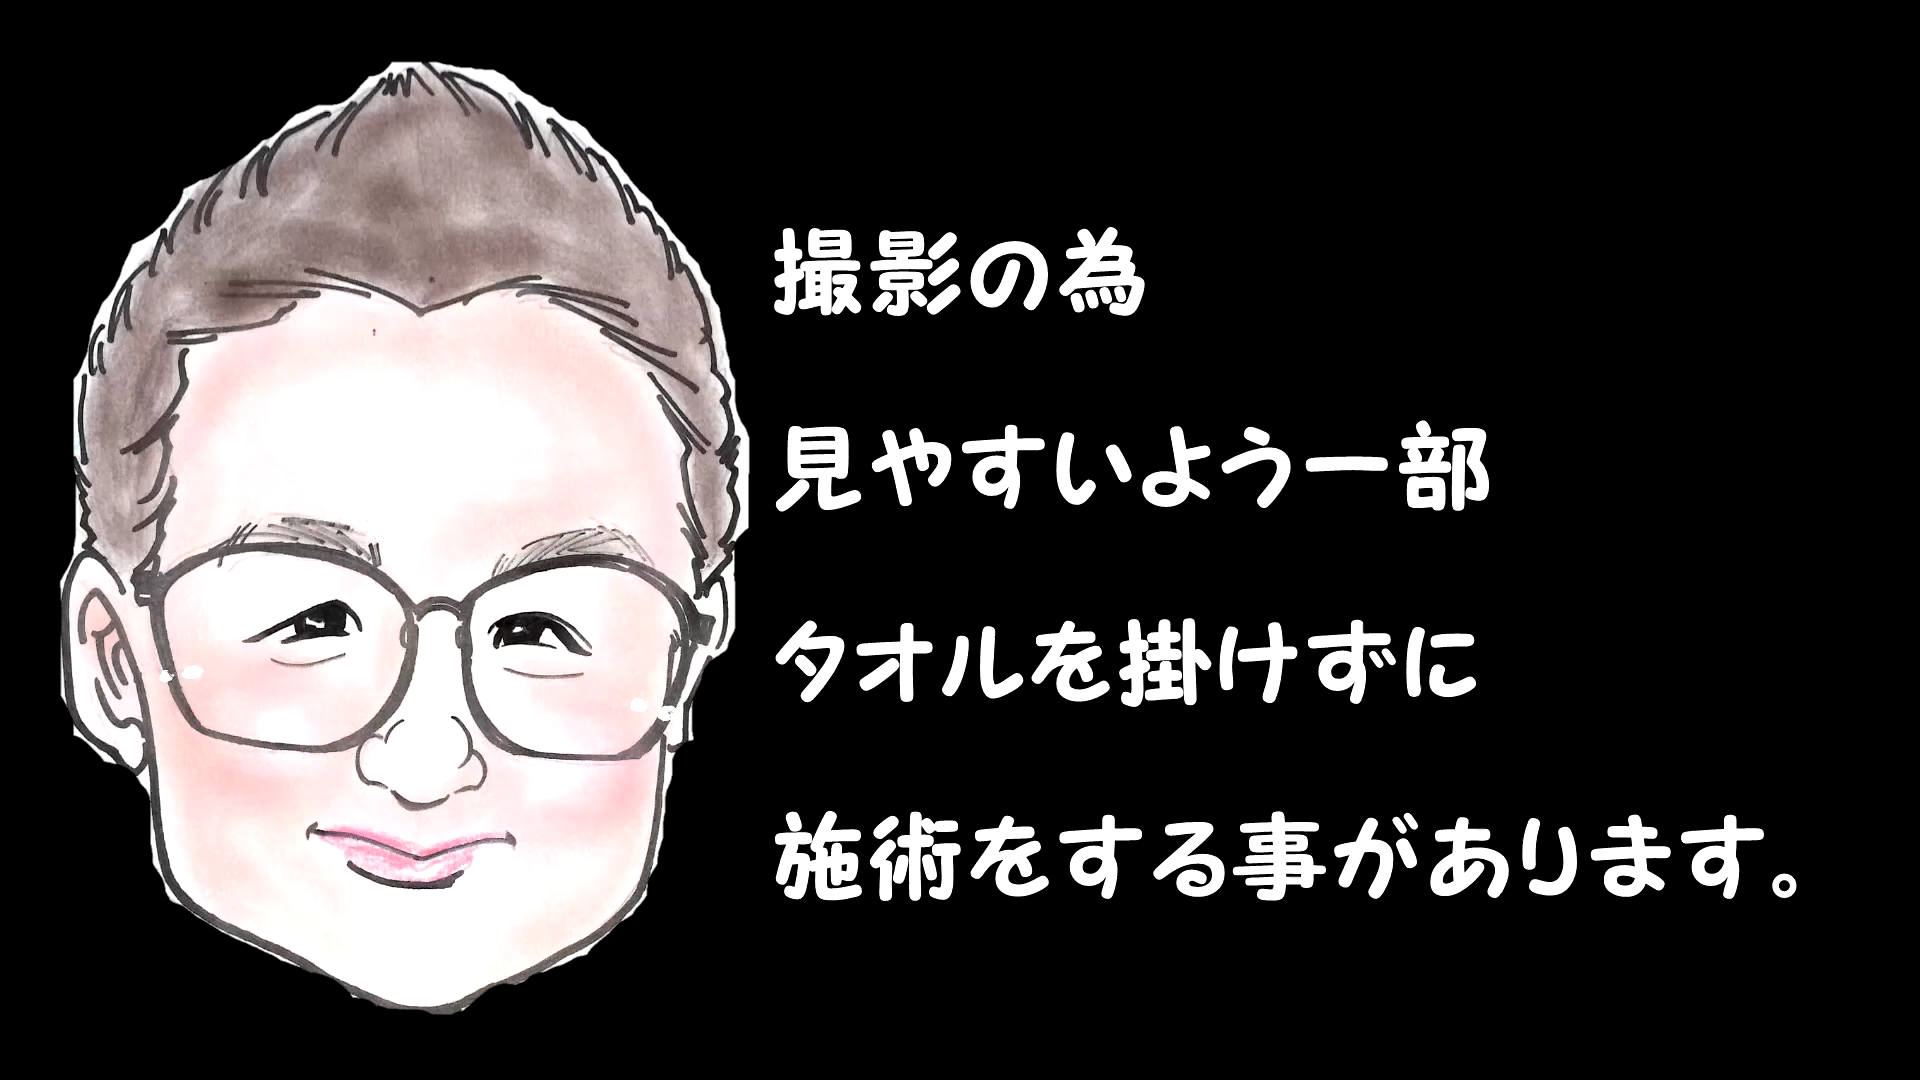 撮影の為
見やすいよう一部
タオルを掛けずに
施術をする事があります。